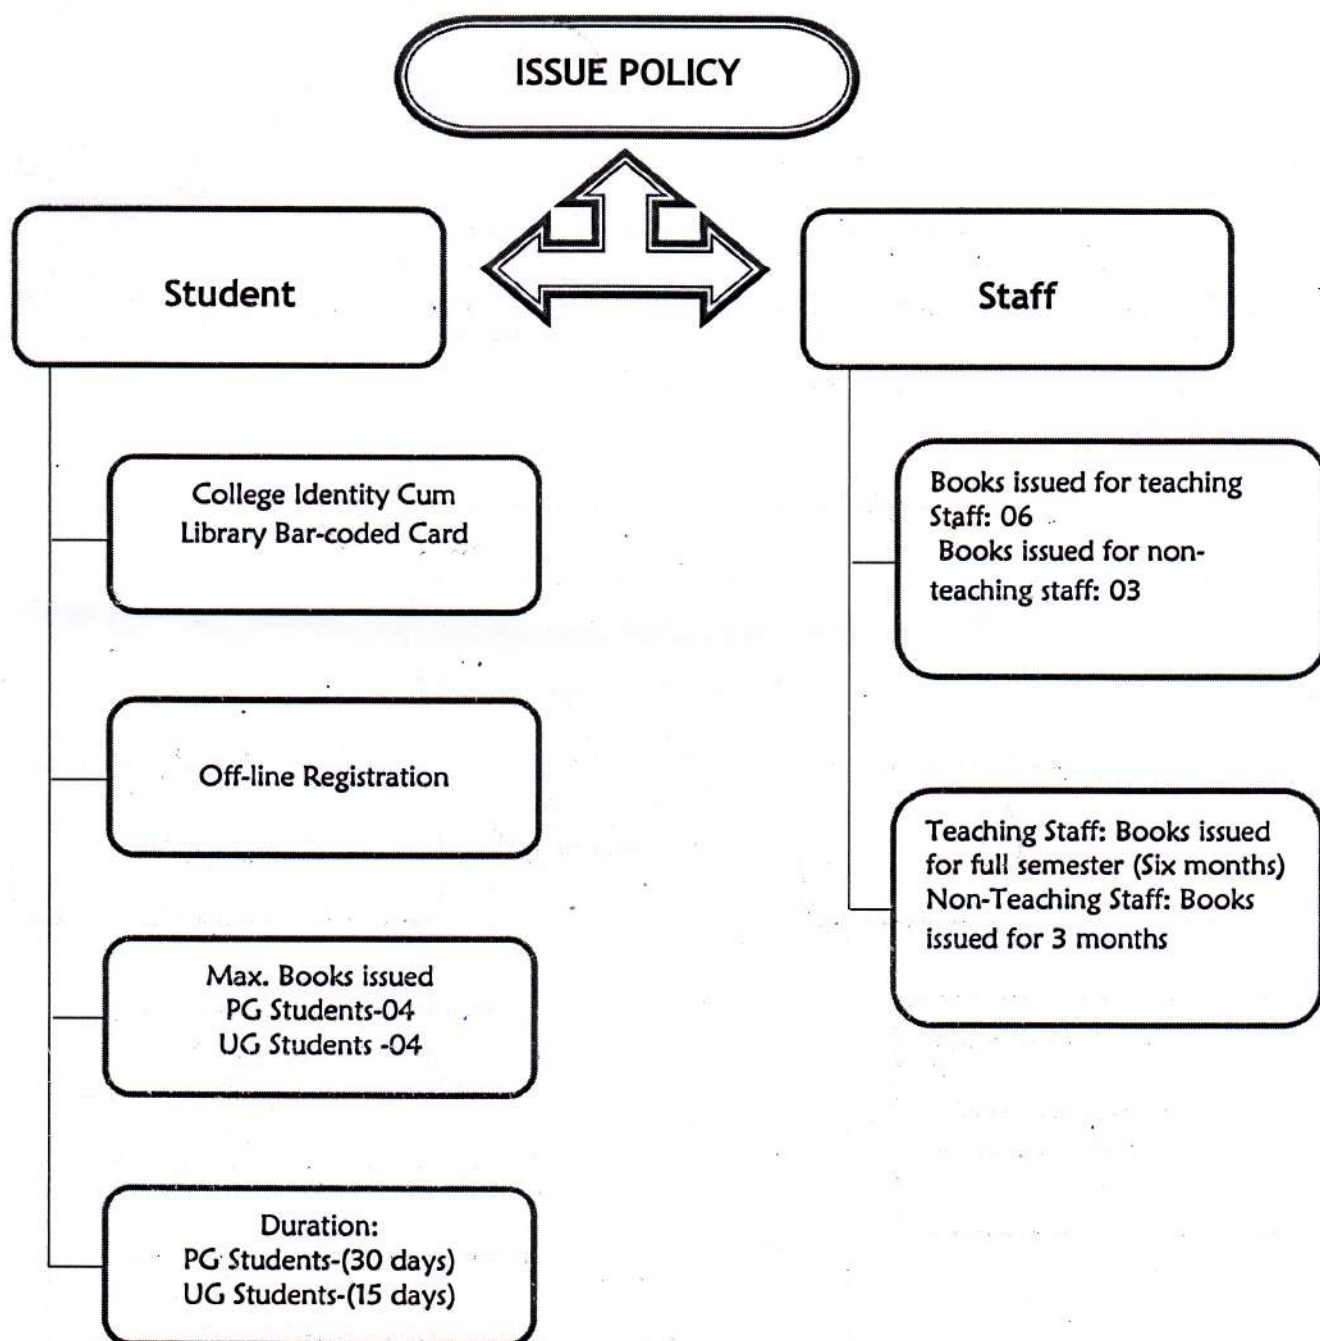 ISSUE POLICY
Student
College Identity Cum
Library Bar-coded Card
Off-line Registration
Max. Books issued
PG Students-04
UG Students -04
Duration:
PG Students-(30 days)
UG Students-(15 days)
Staff
Books issued for teaching
Staff: 06
Books issued for non-
teaching staff: 03
Teaching Staff: Books issued
for full semester (Six months)
Non-Teaching Staff: Books
issued for 3 months